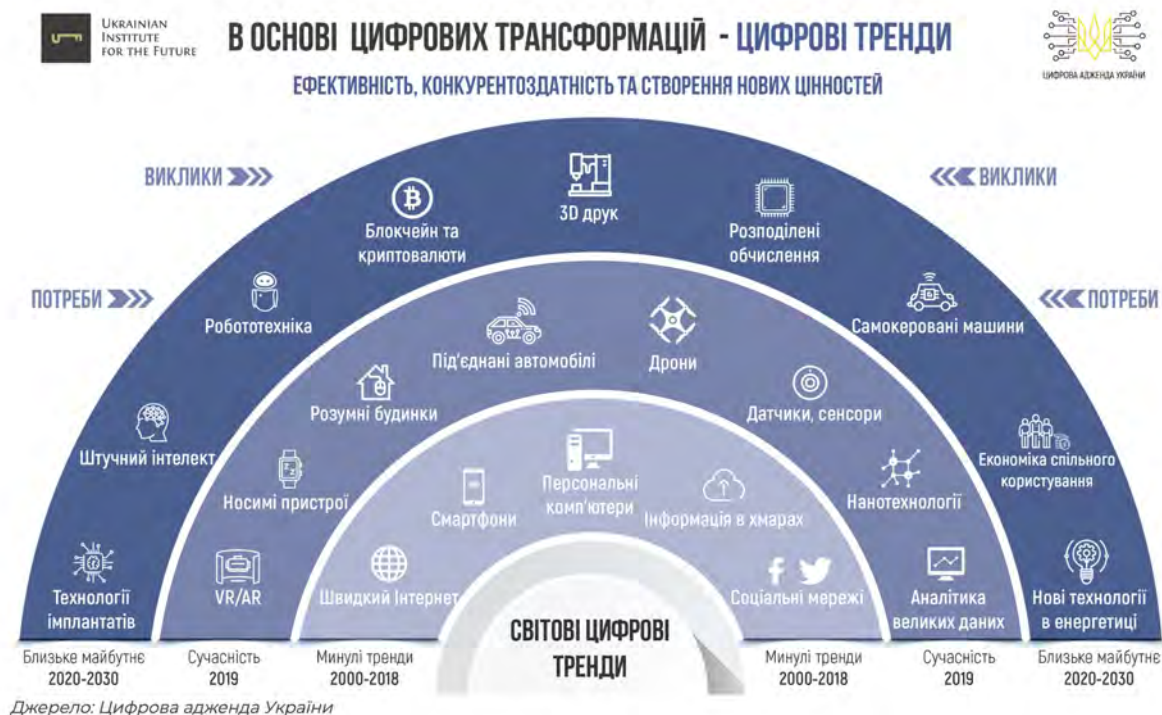 UKRAINIAN
INSTITUTE
FOR THE FUTURE
В ОСНОВІ ЦИФРОВИХ ТРАНСФОРМАЦІЙ - ЦИФРОВІ ТРЕНДИ
ЕФЕКТИВНІСТЬ, КОНКУРЕНТОЗДАТНІСТЬ ТА СТВОРЕННЯ НОВИХ ЦІННОСТЕЙ
ЦИФРОВА АДЖЕНДА УКРАЇНИ
ВИКЛИКИ
ВИКЛИКИ
ПОТРЕБИ
ПОТРЕБИ
Технології
імплантатів
Штучний інтелект
Робототехніка
Блокчейн та
криптовалюти
3D друк
Розподілені
обчислення
Самокеровані машини
Економіка спільного
користування
Нові технології
в енергетиці
VR/AR
Носимі пристрої
Розумні будинки
Під'єднані автомобілі
Дрони
Датчики, сенсори
Нанотехнології
Аналітика
великих даних
Швидкий Інтернет
Смартфони
Персональні
комп'ютери
Інформація в хмарах
Соціальні мережі
СВІТОВІ ЦИФРОВІ
ТРЕНДИ
Близьке майбутнє
2020-2030
Сучасність
2019
Минулі тренди
2000-2018
Минулі тренди
2000-2018
Сучасність
2019
Близьке майбутнє
2020-2030
Джерело: Цифрова адженда України